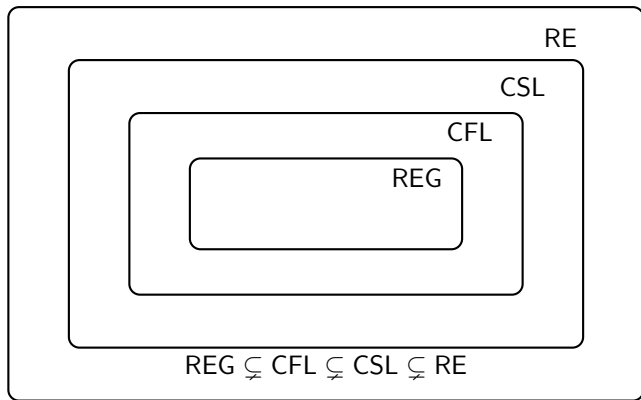 RE
CSL
CFL
REG
REG ⊊ CFL ⊊ CSL ⊊ RE